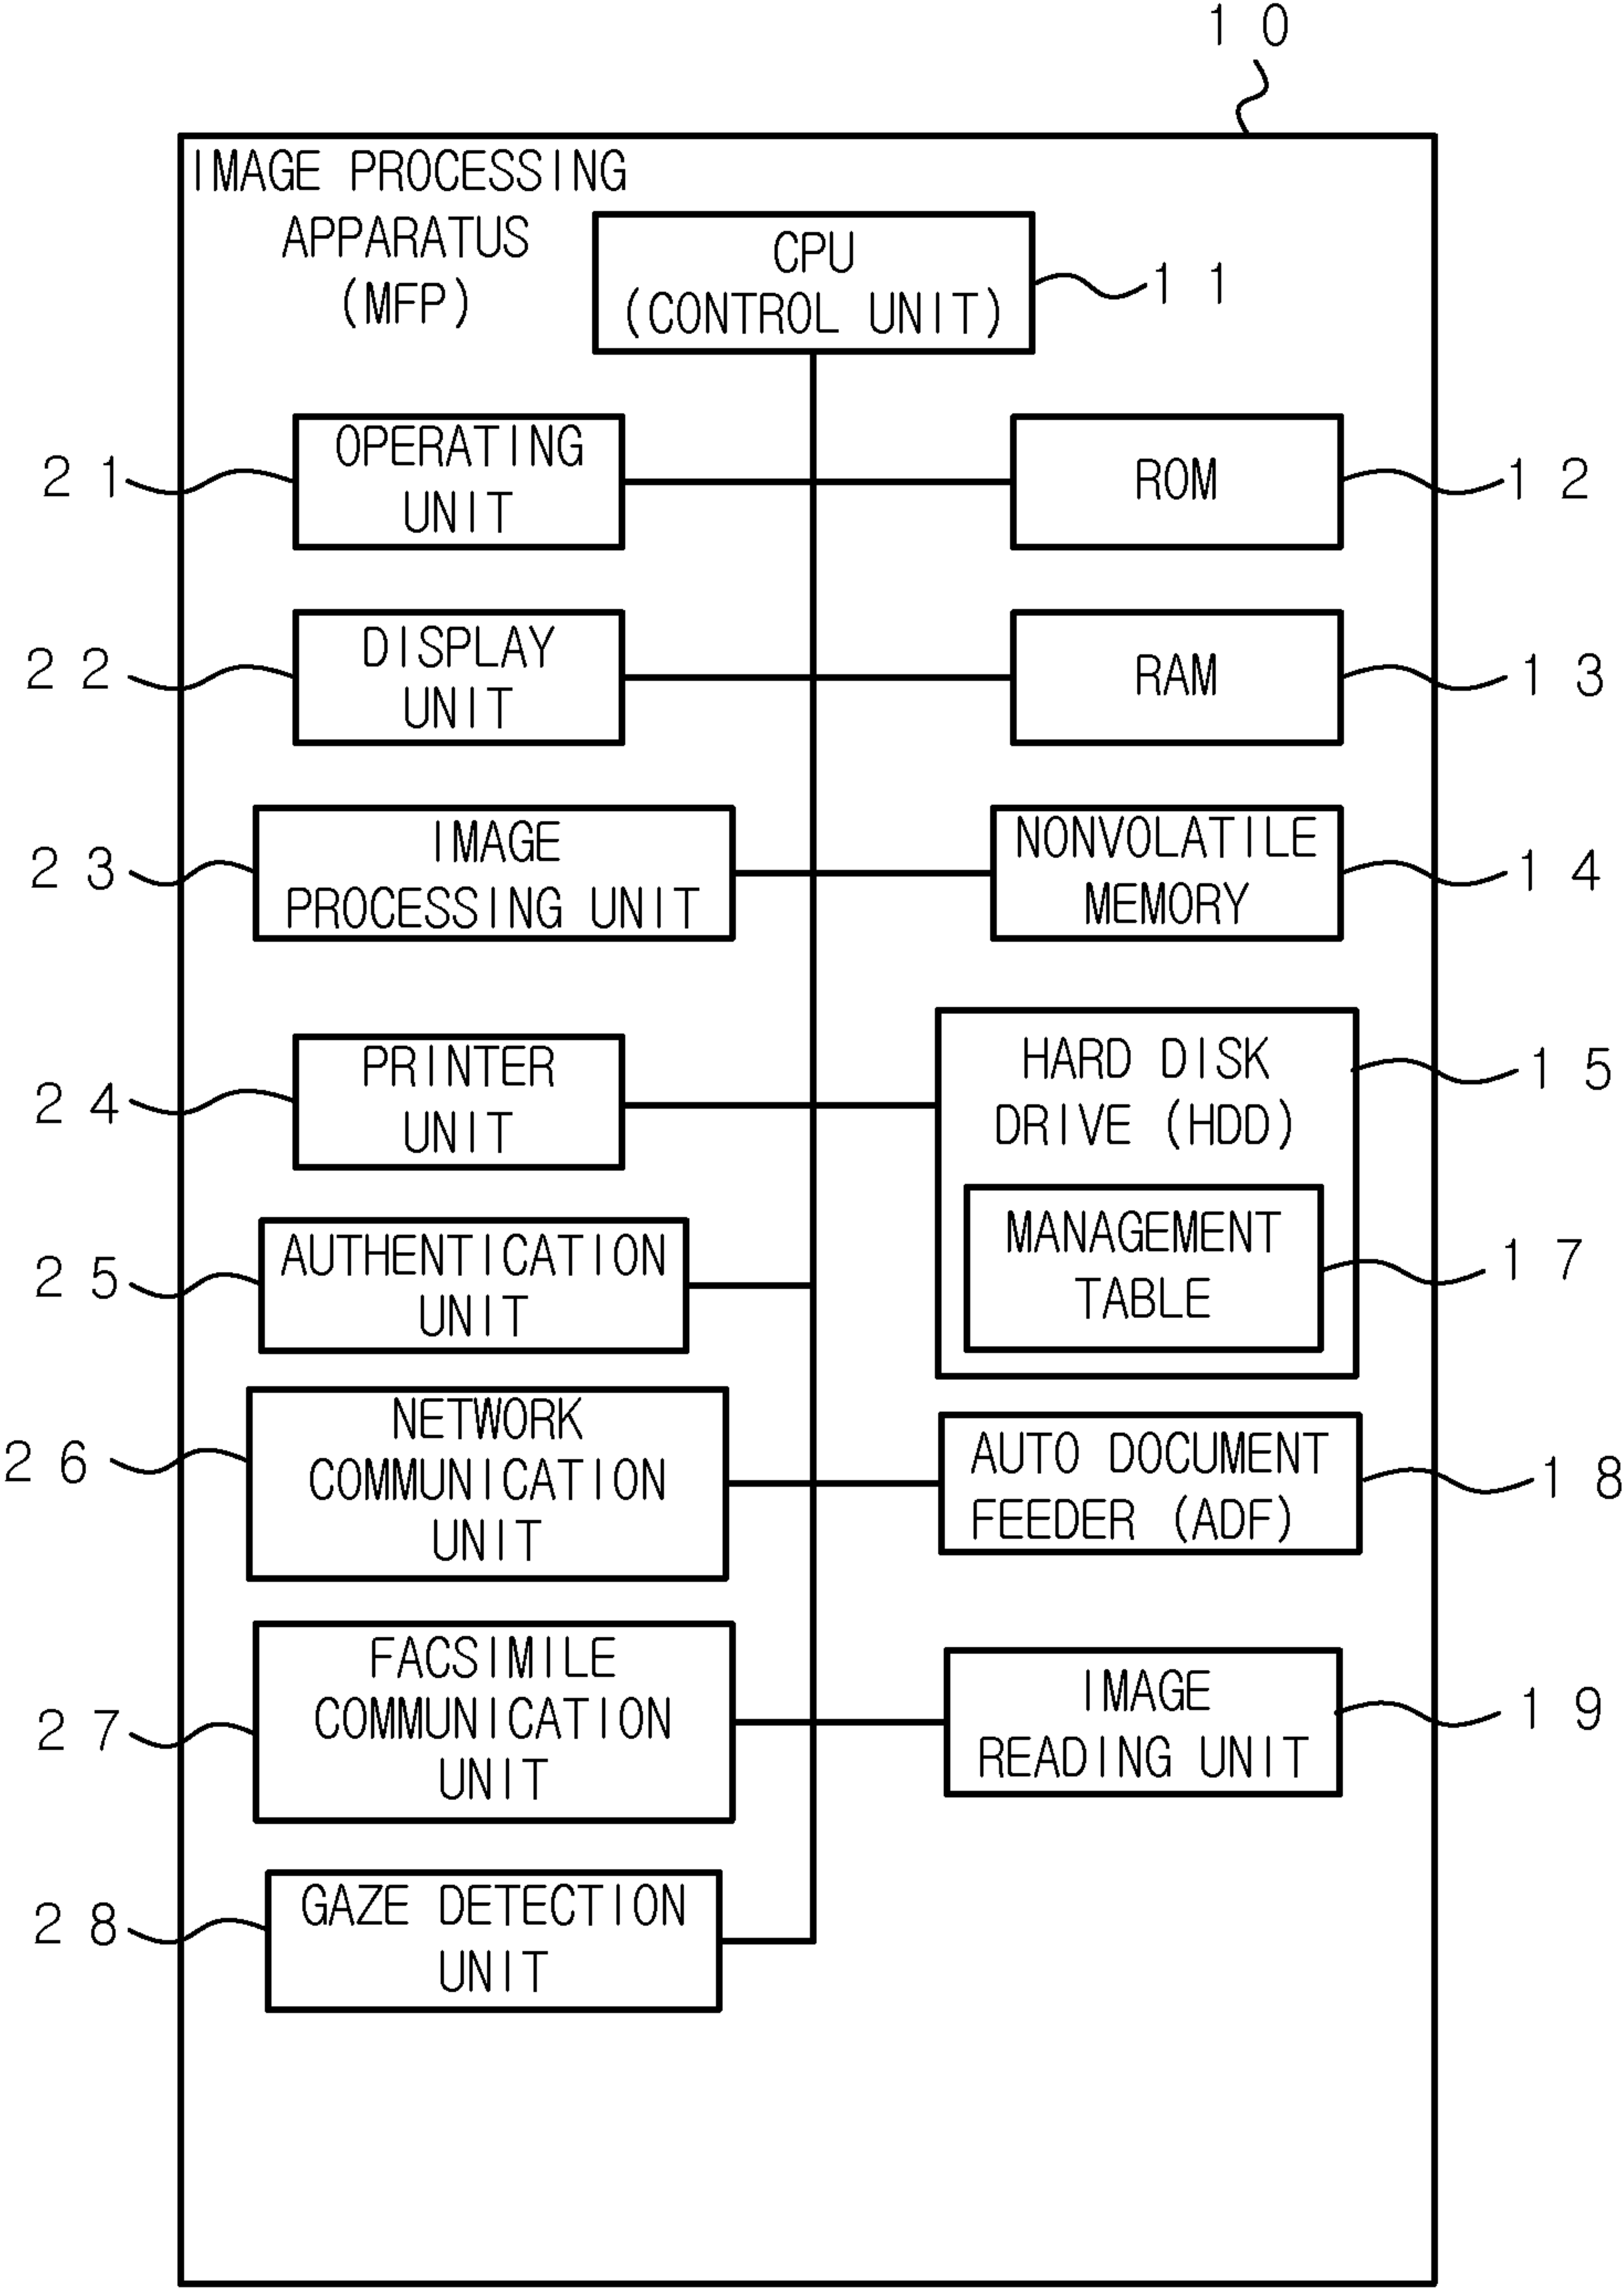 10
IMAGE PROCESSING
APPARATUS
(MFP)
CPU
(CONTROL UNIT)
11
21
OPERATING
UNIT
ROM
12
22
DISPLAY
UNIT
RAM
13
23
IMAGE
PROCESSING UNIT
NONVOLATILE
MEMORY
14
24
PRINTER
UNIT
HARD DISK
DRIVE (HDD)
15
25
AUTHENTICATION
UNIT
MANAGEMENT
TABLE
17
26
NETWORK
COMMUNICATION
UNIT
AUTO DOCUMENT
FEEDER (ADF)
18
27
FACSIMILE
COMMUNICATION
UNIT
IMAGE
READING UNIT
19
28
GAZE DETECTION
UNIT